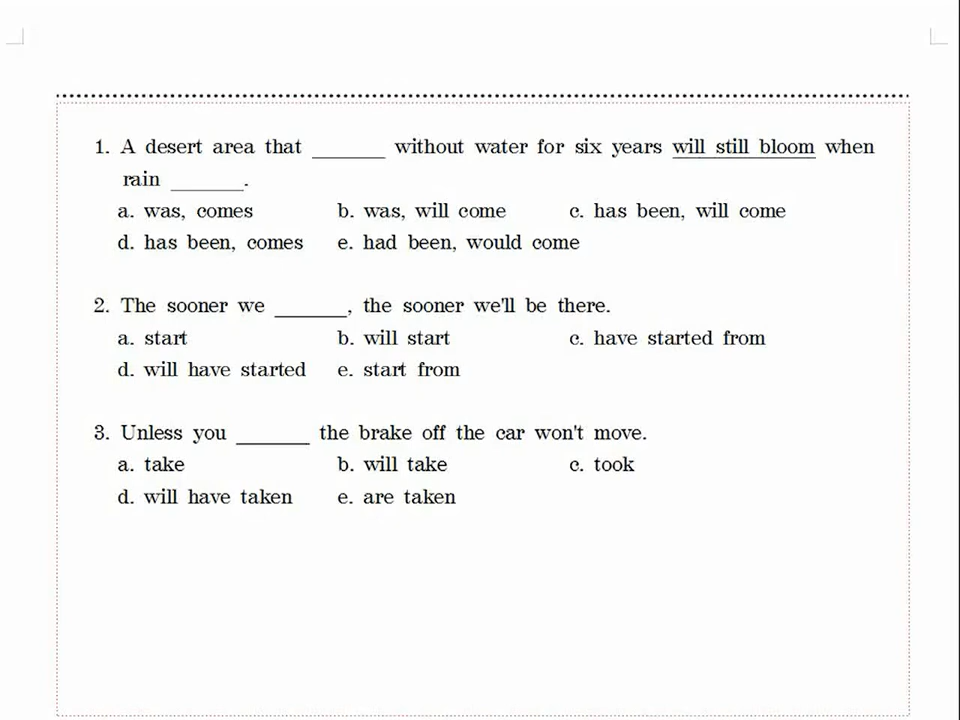 1. A desert area that _______ without water for six years will still bloom when
rain _______.
a. was, comes b. was, will come c. has been, will come
d. has been, comes e. had been, would come
2. The sooner we _______, the sooner we'll be there.
a. start b. will start c. have started from
d. will have started e. start from
3. Unless you _______ the brake off the car won't move.
a. take b. will take c. took
d. will have taken e. are taken